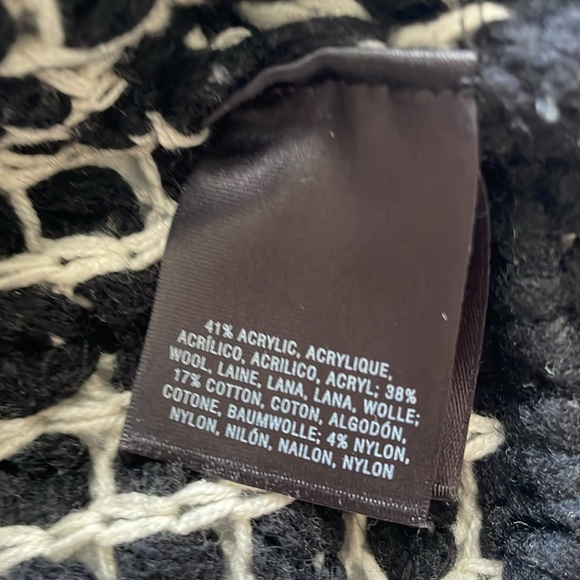 41% ACRYLIC, ACRYLIQUE,
ACRÍLICO, ACRILICO, ACRYL; 38%
WOOL, LAINE, LANA, LANA, WOLLE;
17% COTTON, COTON, ALGODÓN,
COTONE, BAUMWOLLE; 4% NYLON,
NYLON, NILÓN, NAILON, NYLON